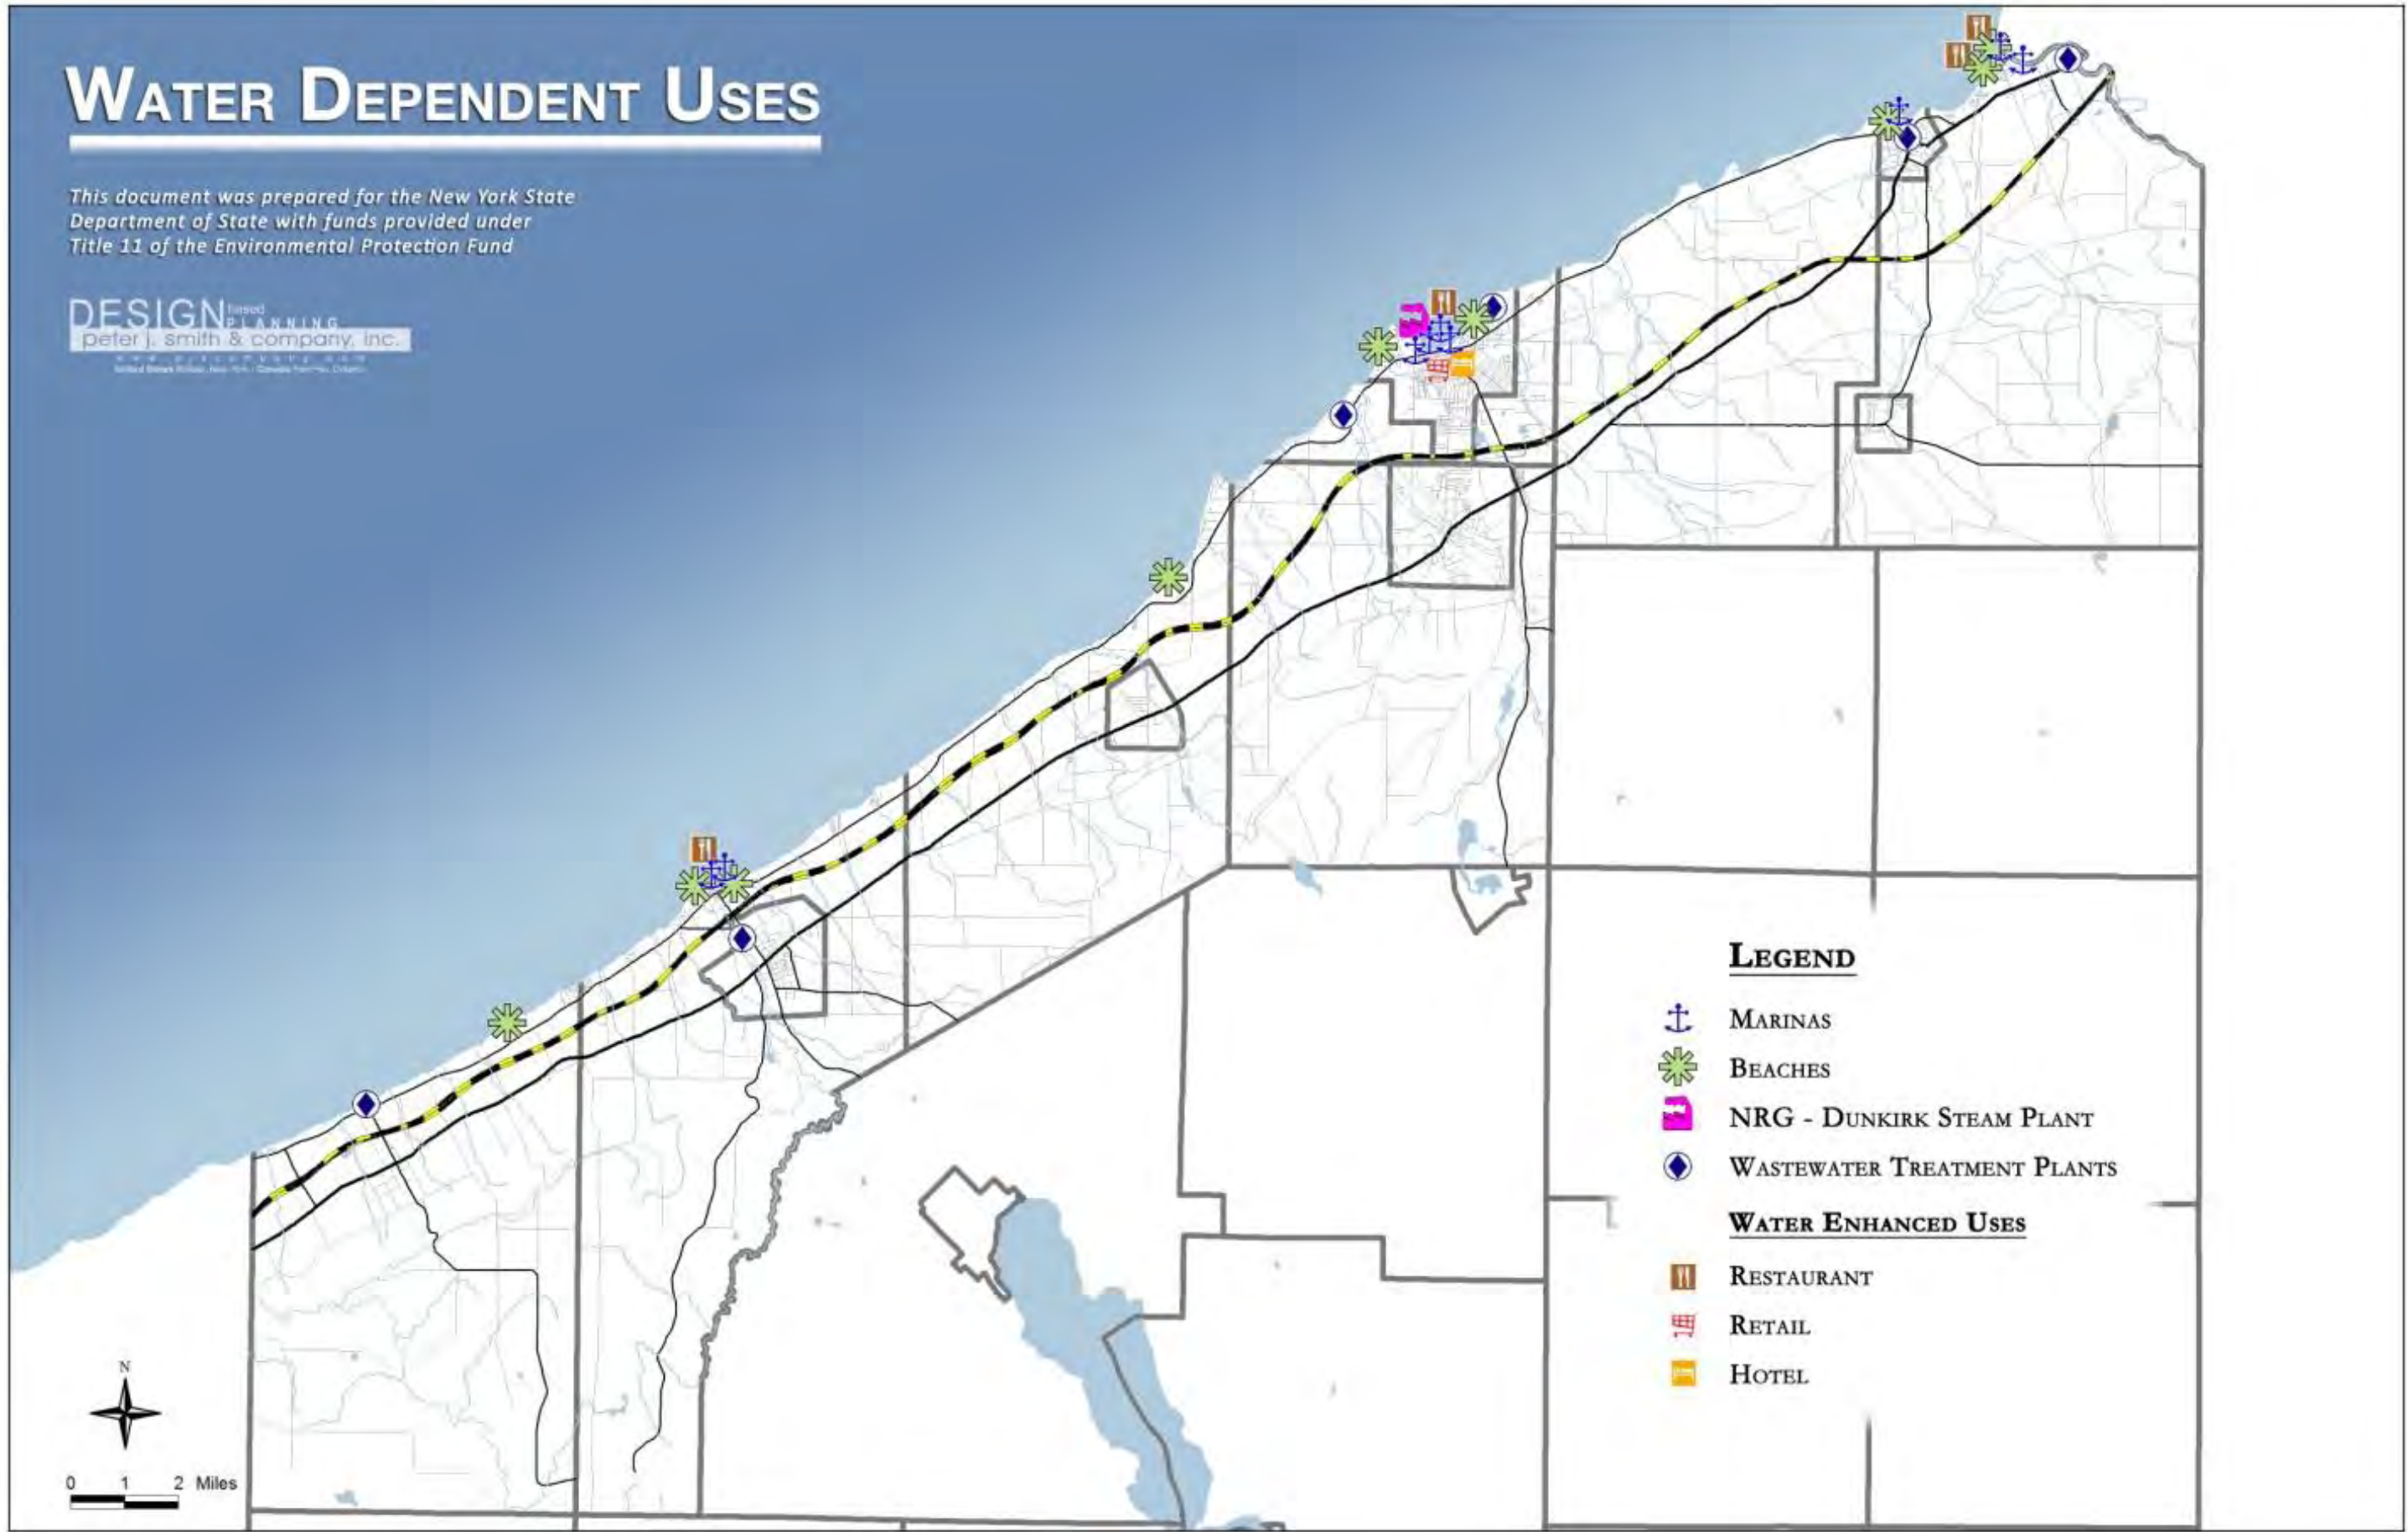 WATER DEPENDENT USES
This document was prepared for the New York State
Department of State with funds provided under
Title 11 of the Environmental Protection Fund
DESIGN based
PLANNING
peter j. smith & company, inc.
LEGEND
MARINAS
BEACHES
NRG - DUNKIRK STEAM PLANT
WASTEWATER TREATMENT PLANTS
WATER ENHANCED USES
RESTAURANT
RETAIL
HOTEL
N
0 1 2 Miles